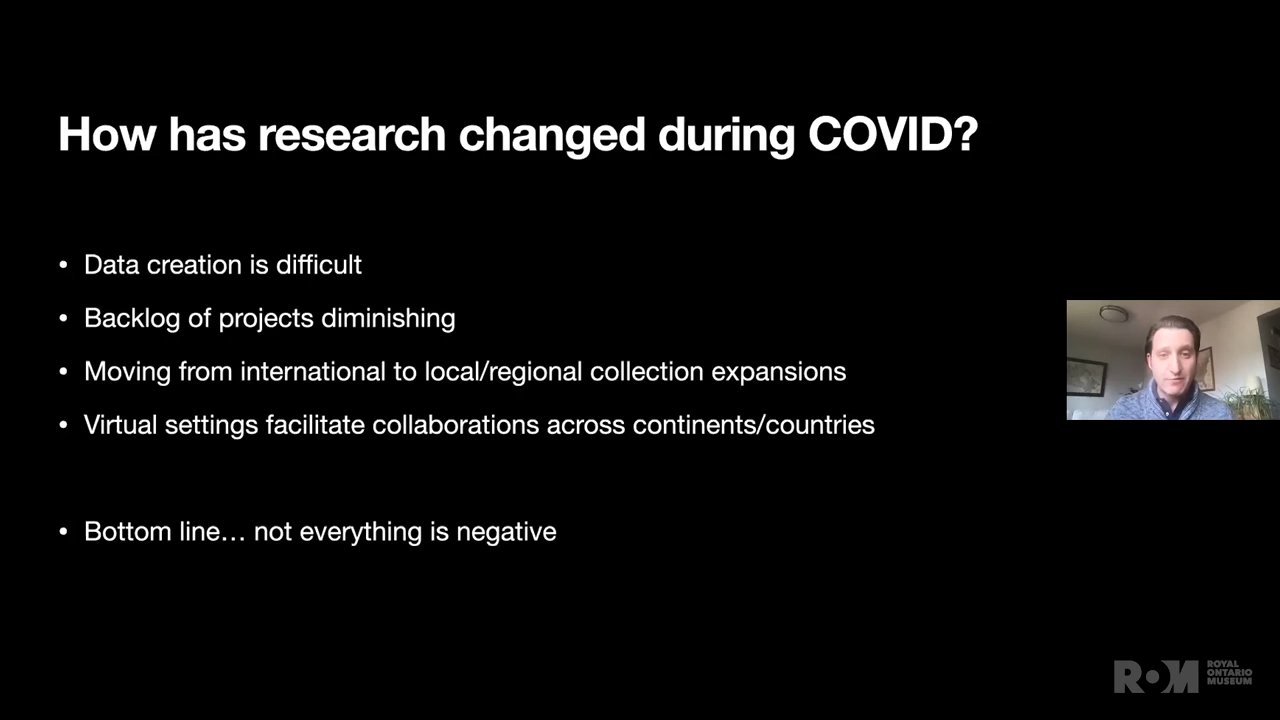 How has research changed during COVID?
• Data creation is difficult
• Backlog of projects diminishing
• Moving from international to local/regional collection expansions
• Virtual settings facilitate collaborations across continents/countries
• Bottom line… not everything is negative
ROM
ROYAL
ONTARIO
MUSEUM